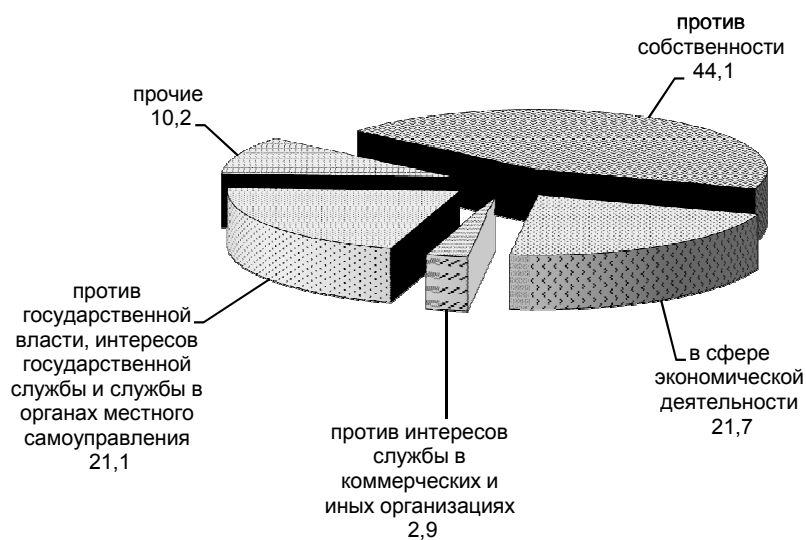 против
собственности
44,1
прочие
10,2
против
государственной
власти, интересов
государственной
службы и службы в
органах местного
самоуправления
21,1
против интересов
службы в
коммерческих и
иных организациях
2,9
в сфере
экономической
деятельности
21,7